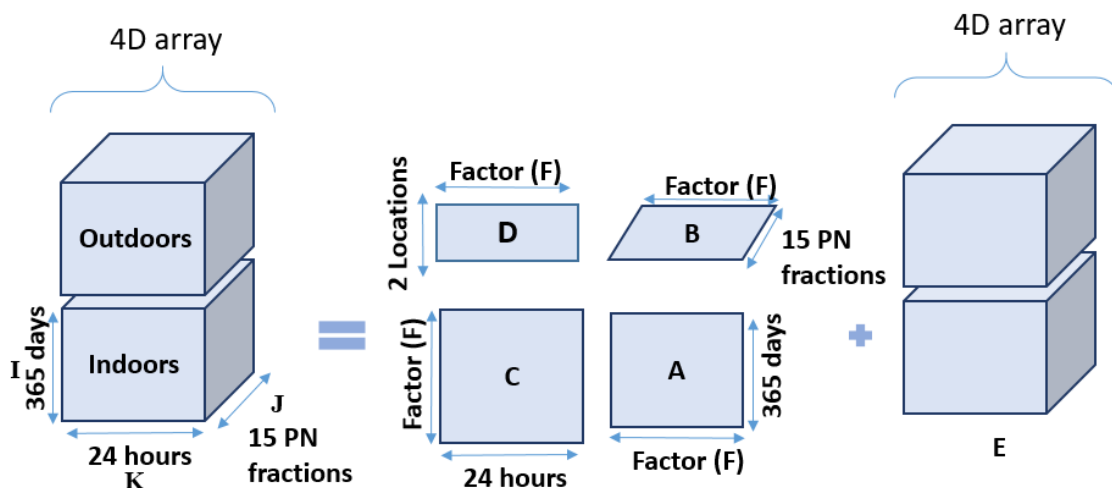 4D array
4D array
Outdoors
Indoors
I
365 days
24 hours
K
J
15 PN
fractions
Factor (F)
2 Locations
D
Factor (F)
B
15 PN
fractions
Factor (F)
C
24 hours
A
365 days
Factor (F)
E